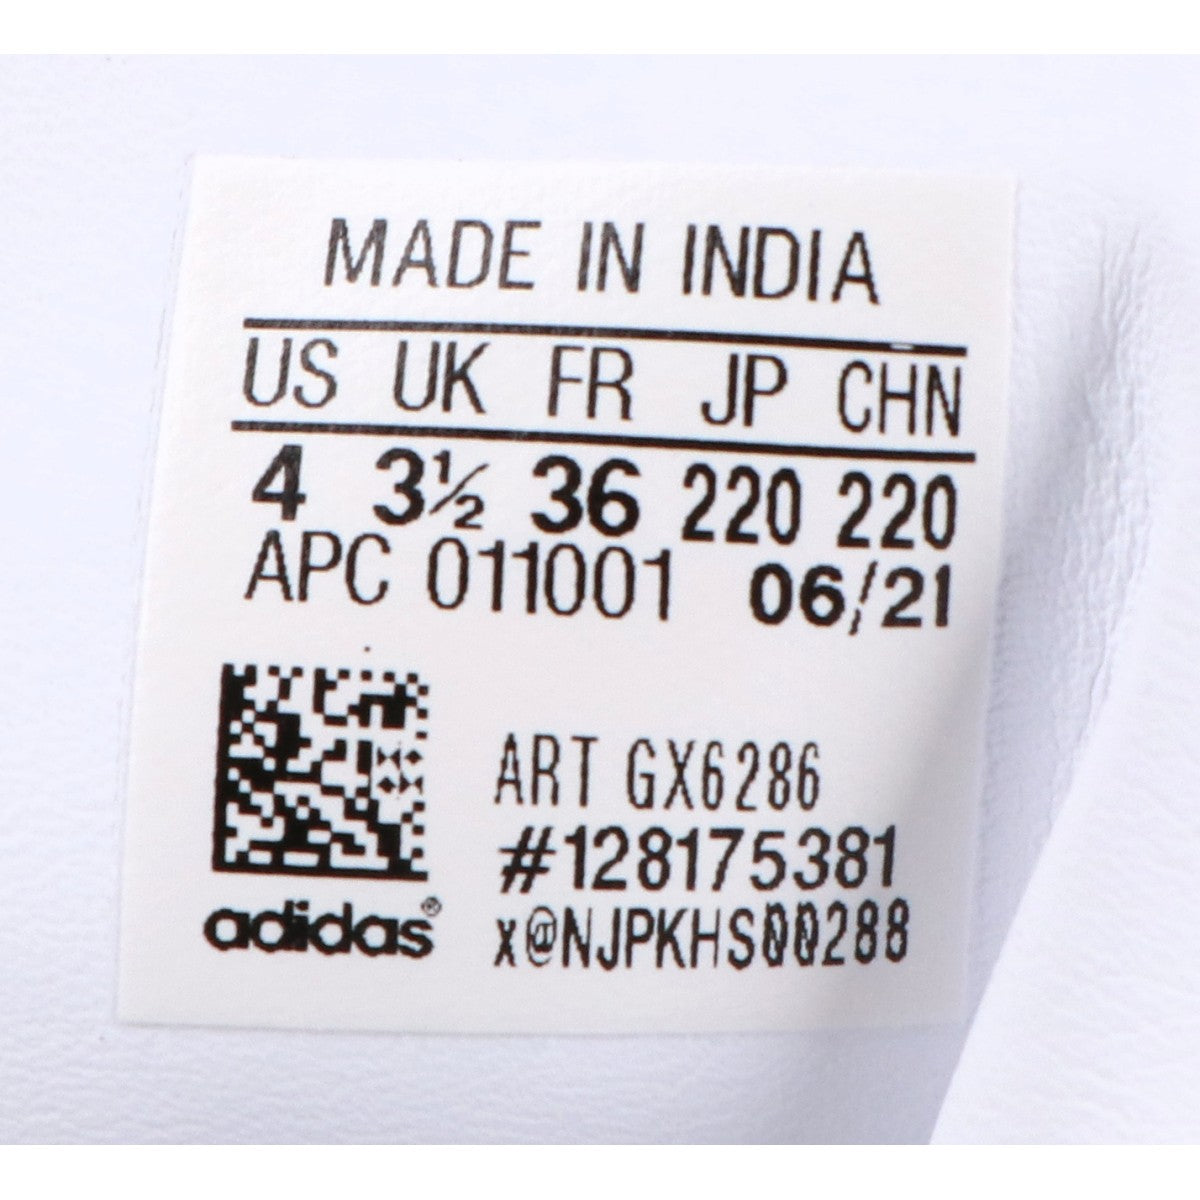 MADE IN INDIA
US UK FR JP CHN
4 3½ 36 220 220
APC 011001 06/21
ART GX6286
#128175381
x@NJPKHS00288
adidas®